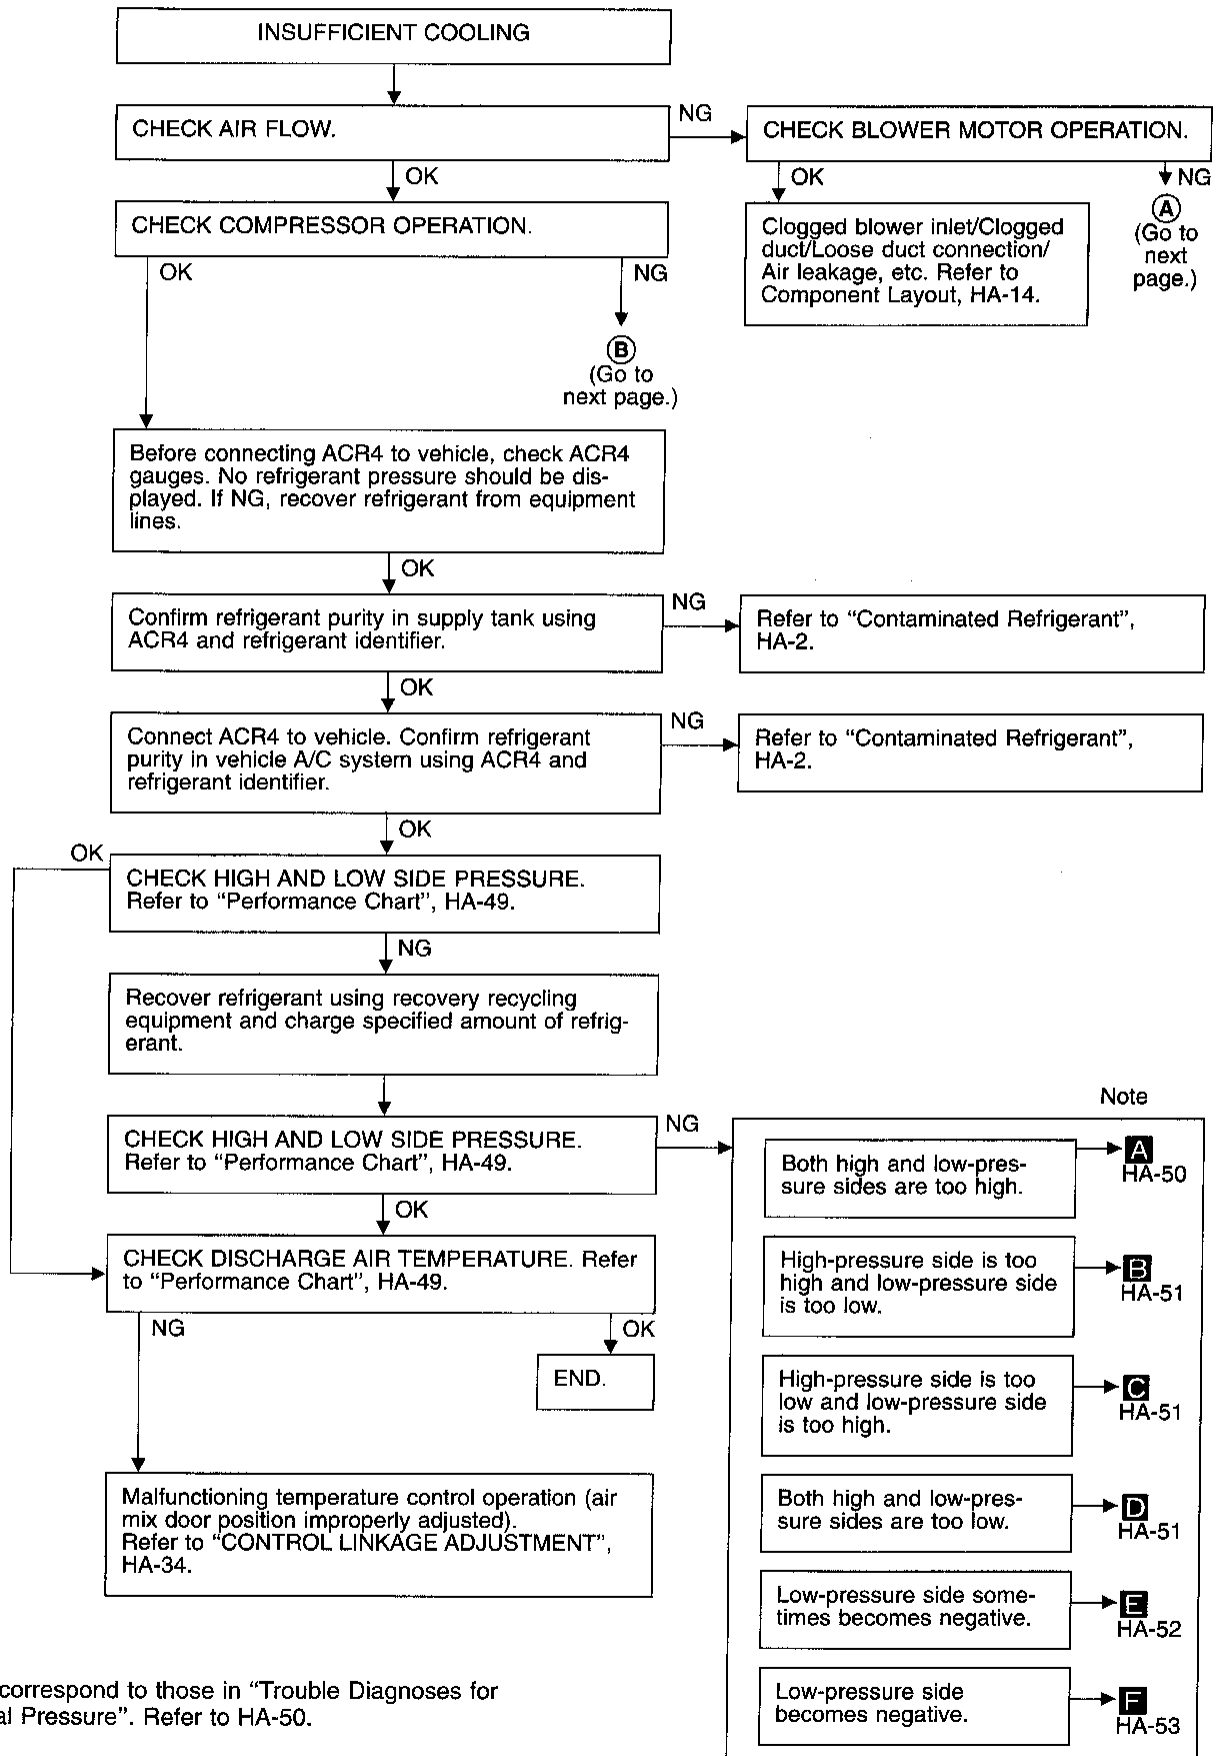 INSUFFICIENT COOLING
CHECK AIR FLOW.
NG
CHECK BLOWER MOTOR OPERATION.
OK
OK
NG
CHECK COMPRESSOR OPERATION.
Clogged blower inlet/Clogged
duct/Loose duct connection/
Air leakage, etc. Refer to
Component Layout, HA-14.
A
(Go to
next
page.)
OK
NG
B
(Go to
next page.)
Before connecting ACR4 to vehicle, check ACR4
gauges. No refrigerant pressure should be dis-
played. If NG, recover refrigerant from equipment
lines.
OK
Confirm refrigerant purity in supply tank using
ACR4 and refrigerant identifier.
NG
Refer to “Contaminated Refrigerant”,
HA-2.
OK
Connect ACR4 to vehicle. Confirm refrigerant
purity in vehicle A/C system using ACR4 and
refrigerant identifier.
NG
Refer to “Contaminated Refrigerant”,
HA-2.
OK
OK
CHECK HIGH AND LOW SIDE PRESSURE.
Refer to “Performance Chart”, HA-49.
NG
Recover refrigerant using recovery recycling
equipment and charge specified amount of refrig-
erant.
CHECK HIGH AND LOW SIDE PRESSURE.
Refer to “Performance Chart”, HA-49.
NG
OK
CHECK DISCHARGE AIR TEMPERATURE. Refer
to “Performance Chart”, HA-49.
NG
OK
END.
Malfunctioning temperature control operation (air
mix door position improperly adjusted).
Refer to “CONTROL LINKAGE ADJUSTMENT”,
HA-34.
Note
Both high and low-pres-
sure sides are too high.
A
HA-50
High-pressure side is too
high and low-pressure side
is too low.
B
HA-51
High-pressure side is too
low and low-pressure side
is too high.
C
HA-51
Both high and low-pres-
sure sides are too low.
D
HA-51
Low-pressure side some-
times becomes negative.
E
HA-52
Low-pressure side
becomes negative.
F
HA-53
correspond to those in “Trouble Diagnoses for
al Pressure”. Refer to HA-50.